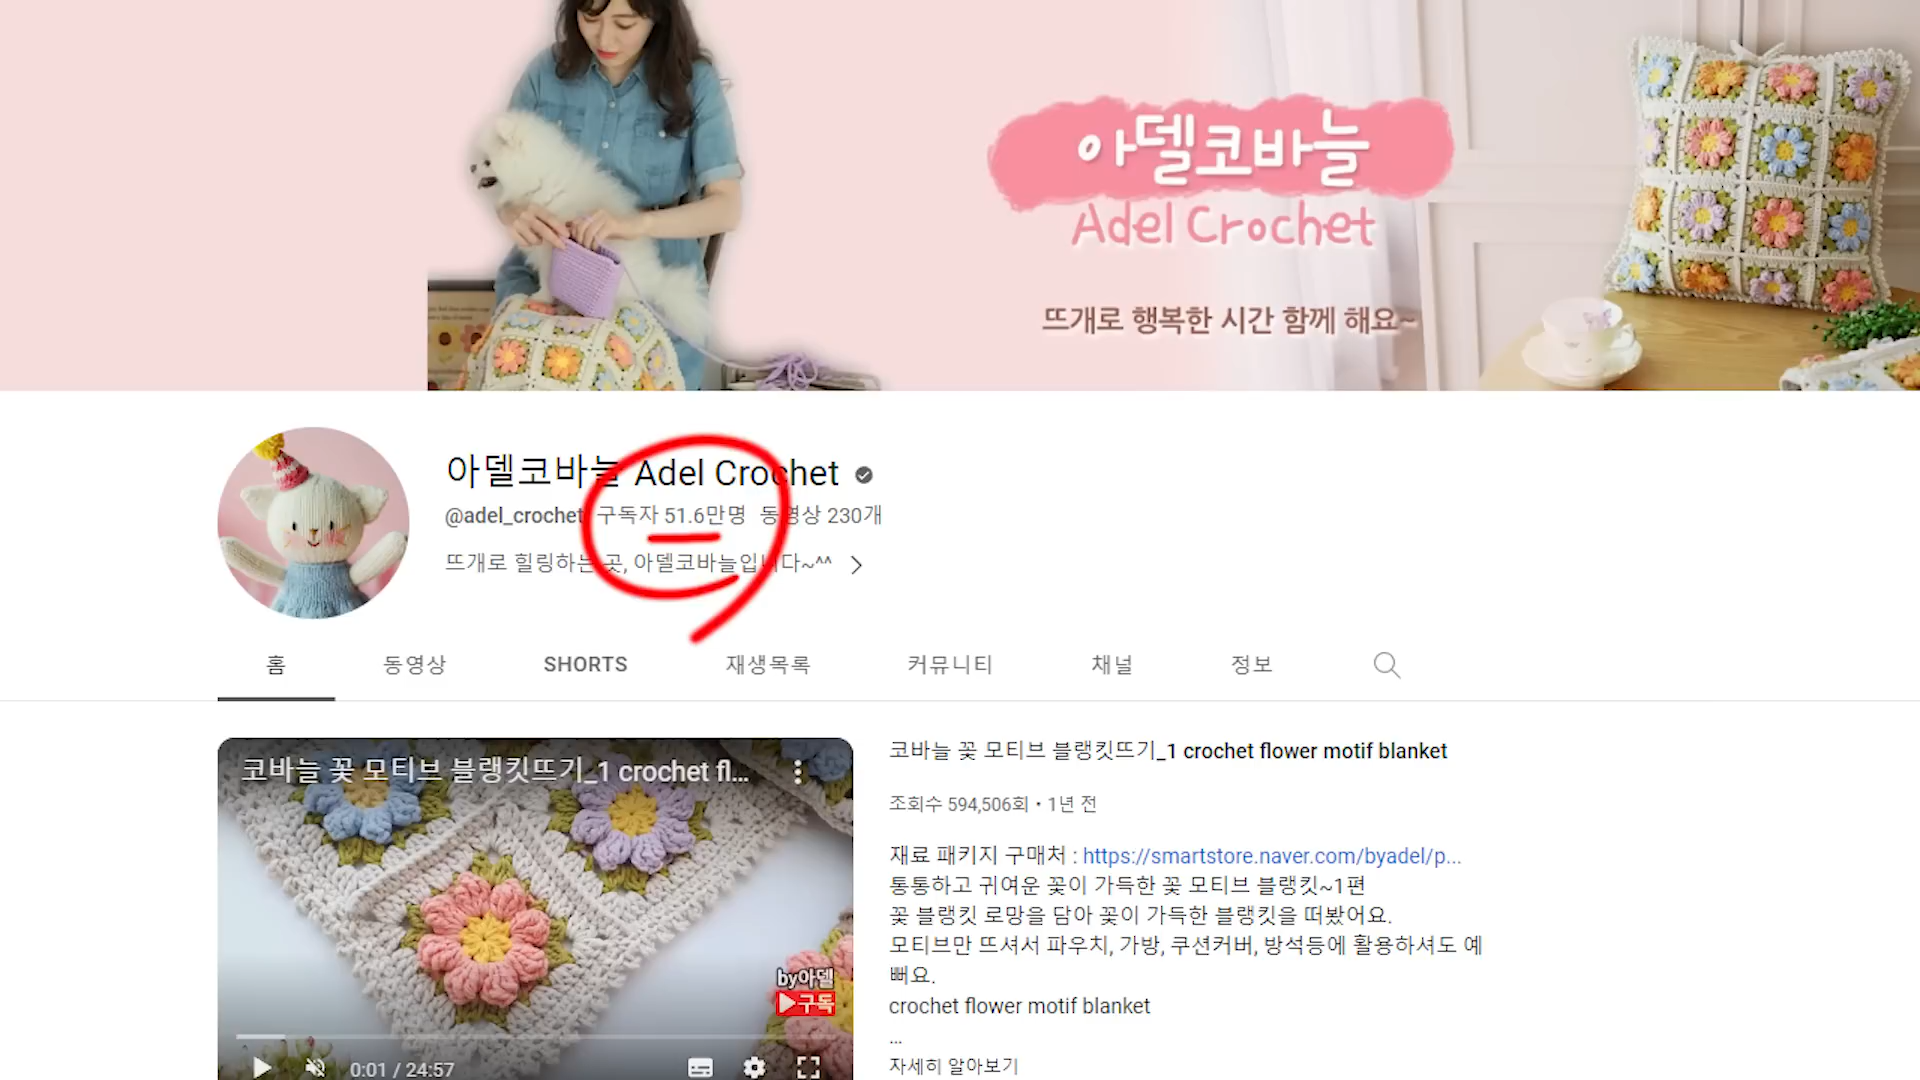 아델코바늘
Adel Crochet
뜨개로 행복한 시간 함께 해요~
아델코바늘 Adel Crochet
@adel_crochet 구독자 51.6만명 동영상 230개
뜨개로 힐링하는 곳, 아델코바늘입니다~^^
홈 동영상 SHORTS 재생목록 커뮤니티 채널 정보
코바늘 꽃 모티브 블랭킷뜨기_1 crochet fl...
by아델
구독
0:01 / 24:57
코바늘 꽃 모티브 블랭킷뜨기_1 crochet flower motif blanket
조회수 594,506회 • 1년 전
재료 패키지 구매처 : https://smartstore.naver.com/byadel/p...
통통하고 귀여운 꽃이 가득한 꽃 모티브 블랭킷~1편
꽃 블랭킷 로망을 담아 꽃이 가득한 블랭킷을 떠봤어요.
모티브만 뜨셔서 파우치, 가방, 쿠션커버, 방석등에 활용하셔도 예
뻐요.
crochet flower motif blanket
...
자세히 알아보기